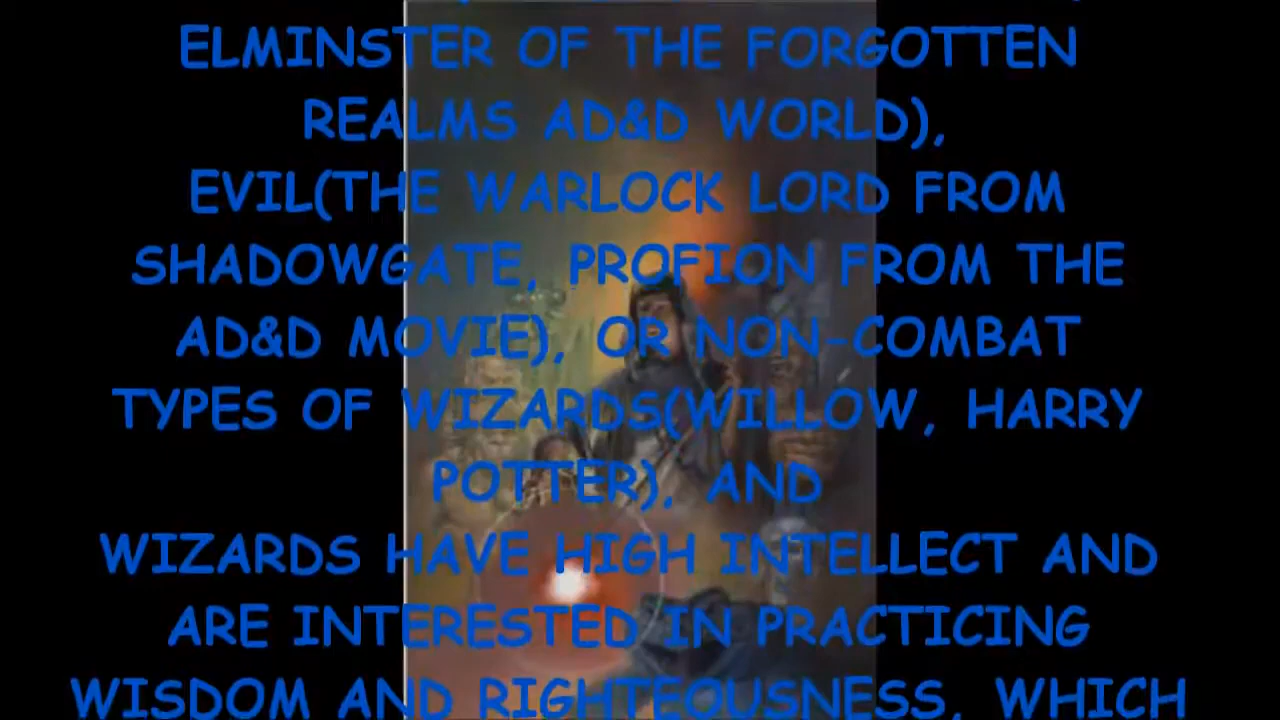 ELMINSTER OF THE FORGOTTEN
REALMS AD&D WORLD),
EVIL(THE WARLOCK LORD FROM
SHADOWGATE, PROFION FROM THE
AD&D MOVIE), OR NON-COMBAT
TYPES OF WIZARDS(WILLOW, HARRY
POTTER), AND
WIZARDS HAVE HIGH INTELLECT AND
ARE INTERESTED IN PRACTICING
WISDOM AND RIGHTEOUSNESS, WHICH